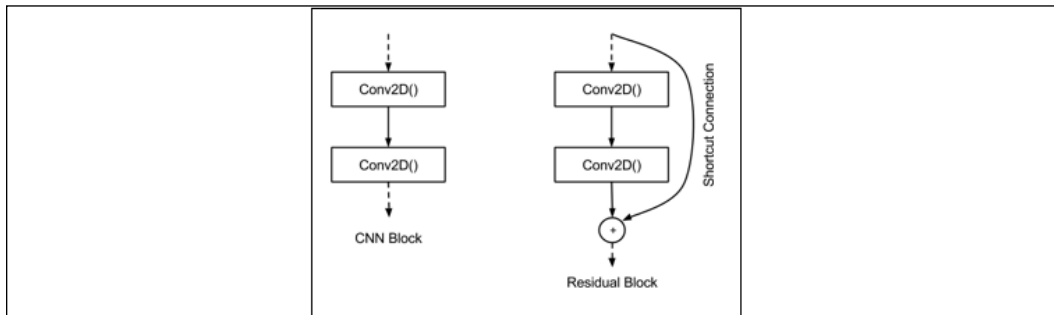 Conv2D()
Conv2D()
CNN Block
Conv2D()
Conv2D()
+
Shortcut Connection
Residual Block